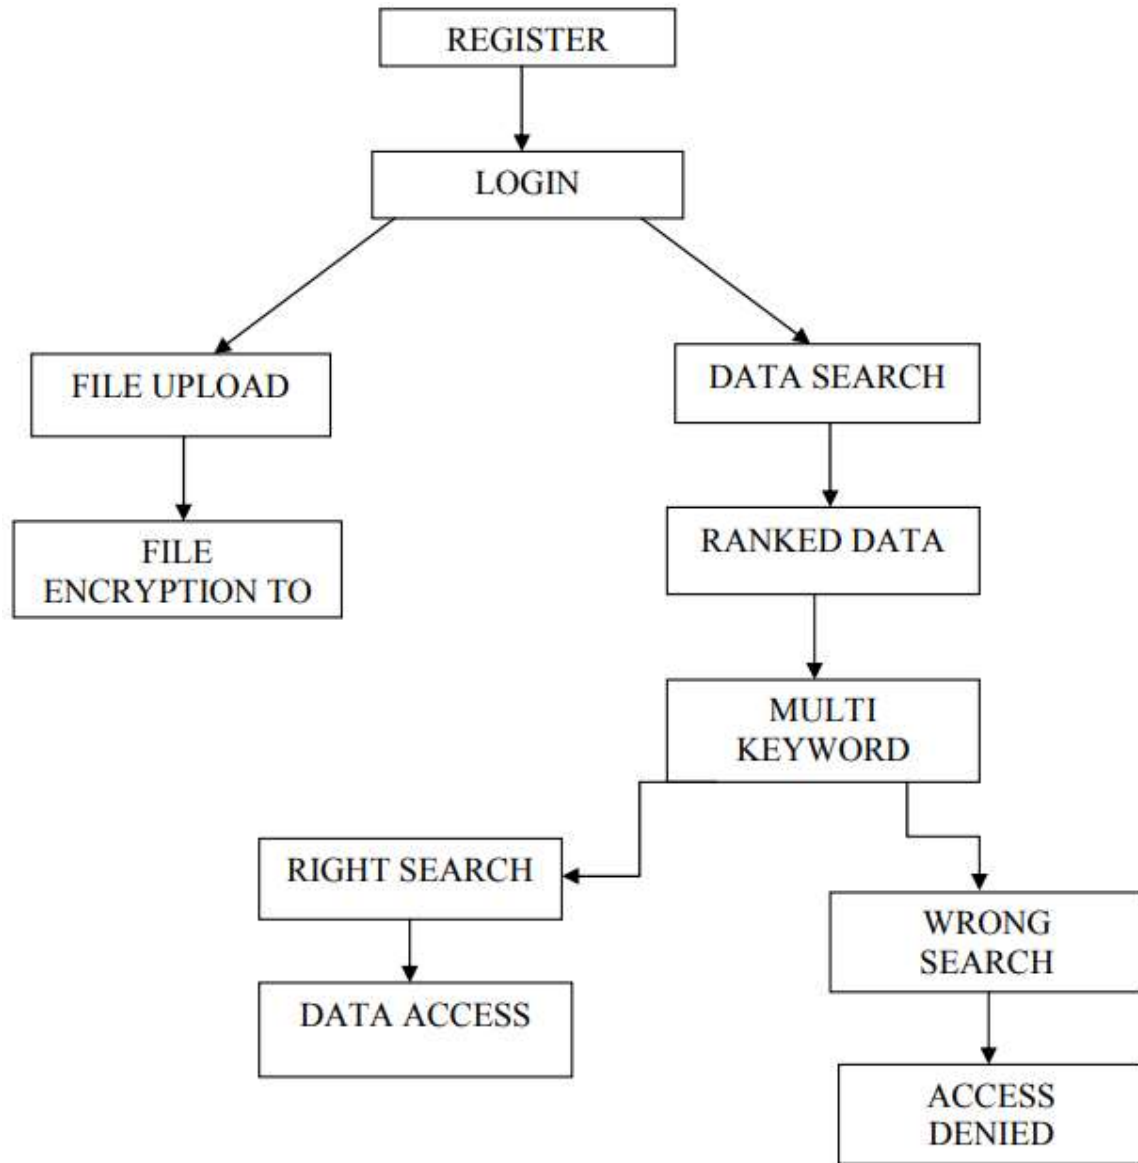 REGISTER
LOGIN
FILE UPLOAD
DATA SEARCH
FILE
ENCRYPTION TO
RANKED DATA
MULTI
KEYWORD
RIGHT SEARCH
WRONG
SEARCH
DATA ACCESS
ACCESS
DENIED